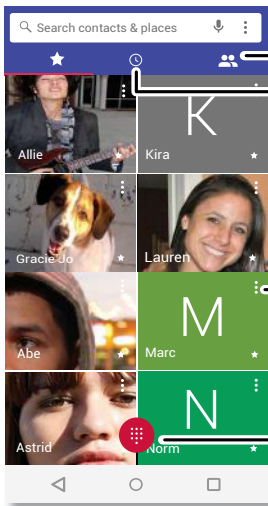 Search contacts & places
K
Allie
Kira
Gracie Jo
Lauren
M
Abe
Marc
N
Astrid
Norm